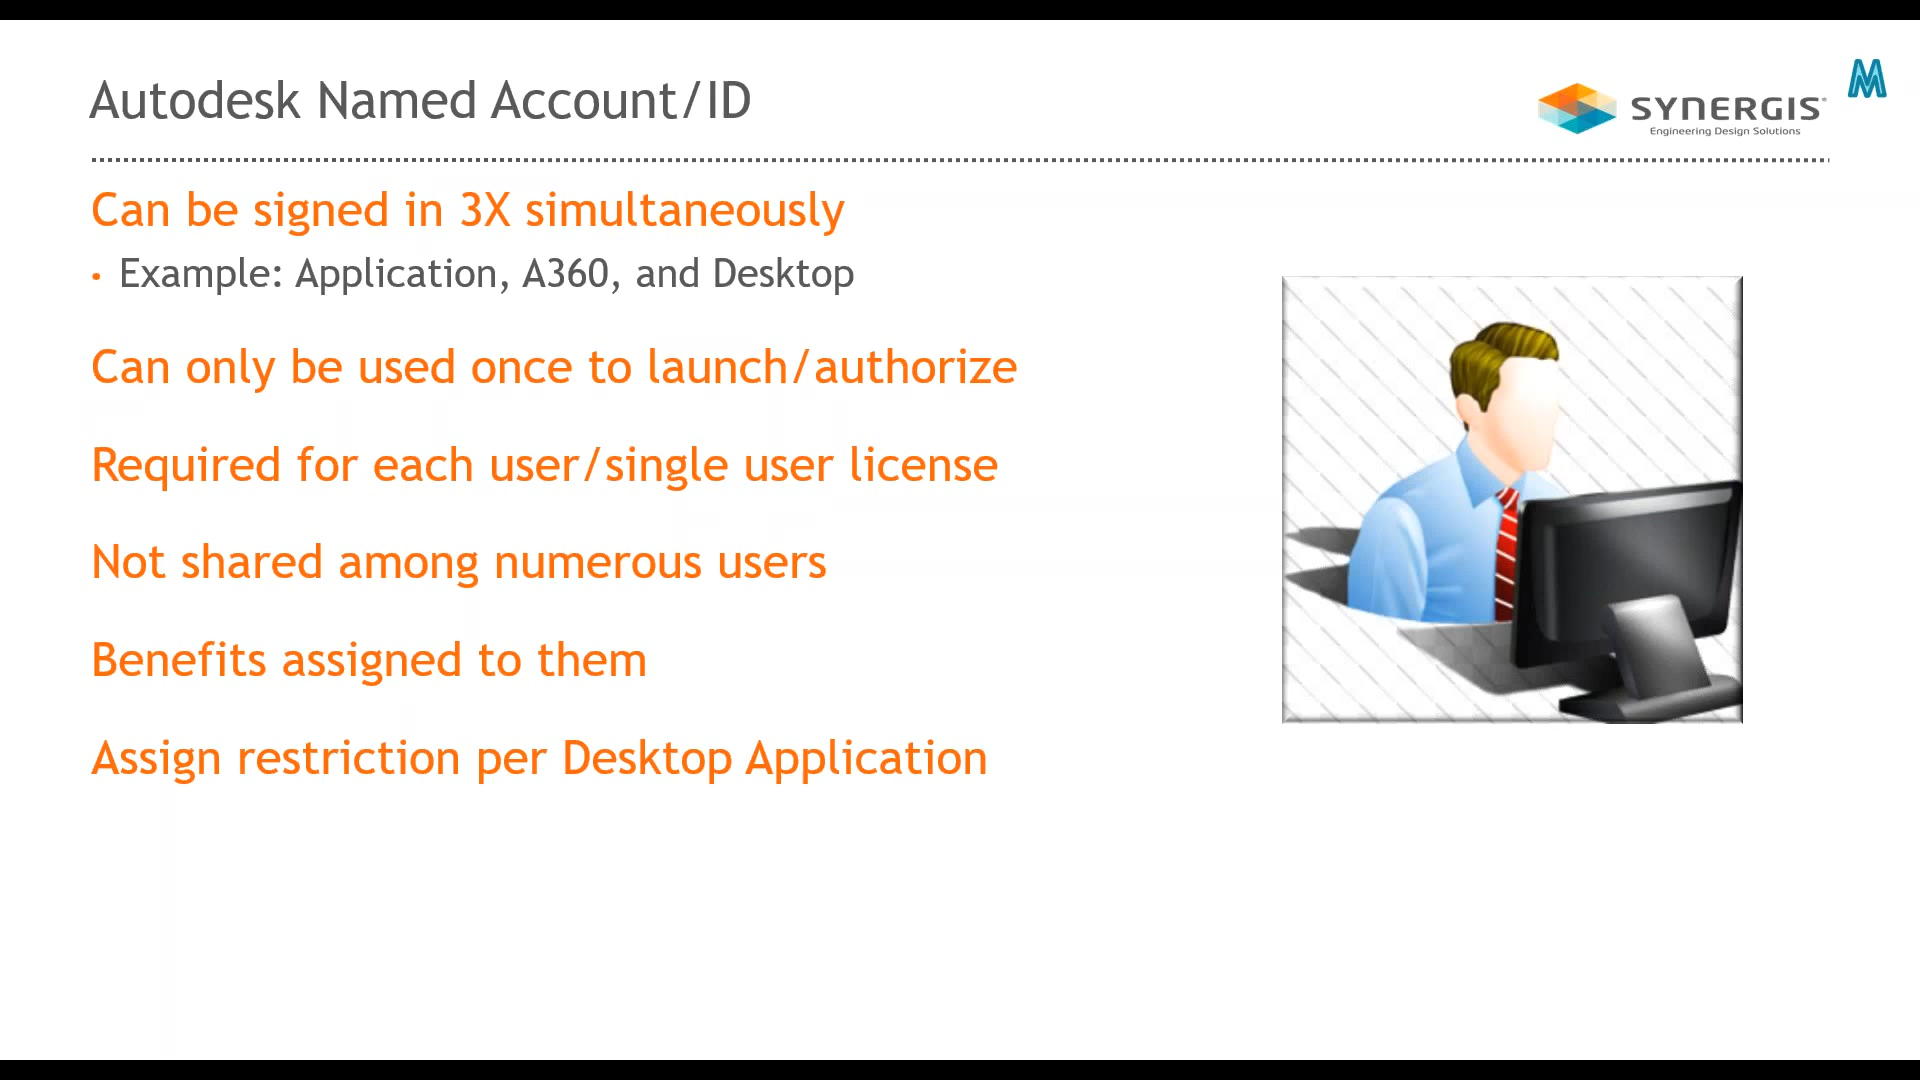 Autodesk Named Account/ID
SYNERGIS
Engineering Design Solutions
Can be signed in 3X simultaneously
• Example: Application, A360, and Desktop
Can only be used once to launch/authorize
Required for each user/single user license
Not shared among numerous users
Benefits assigned to them
Assign restriction per Desktop Application